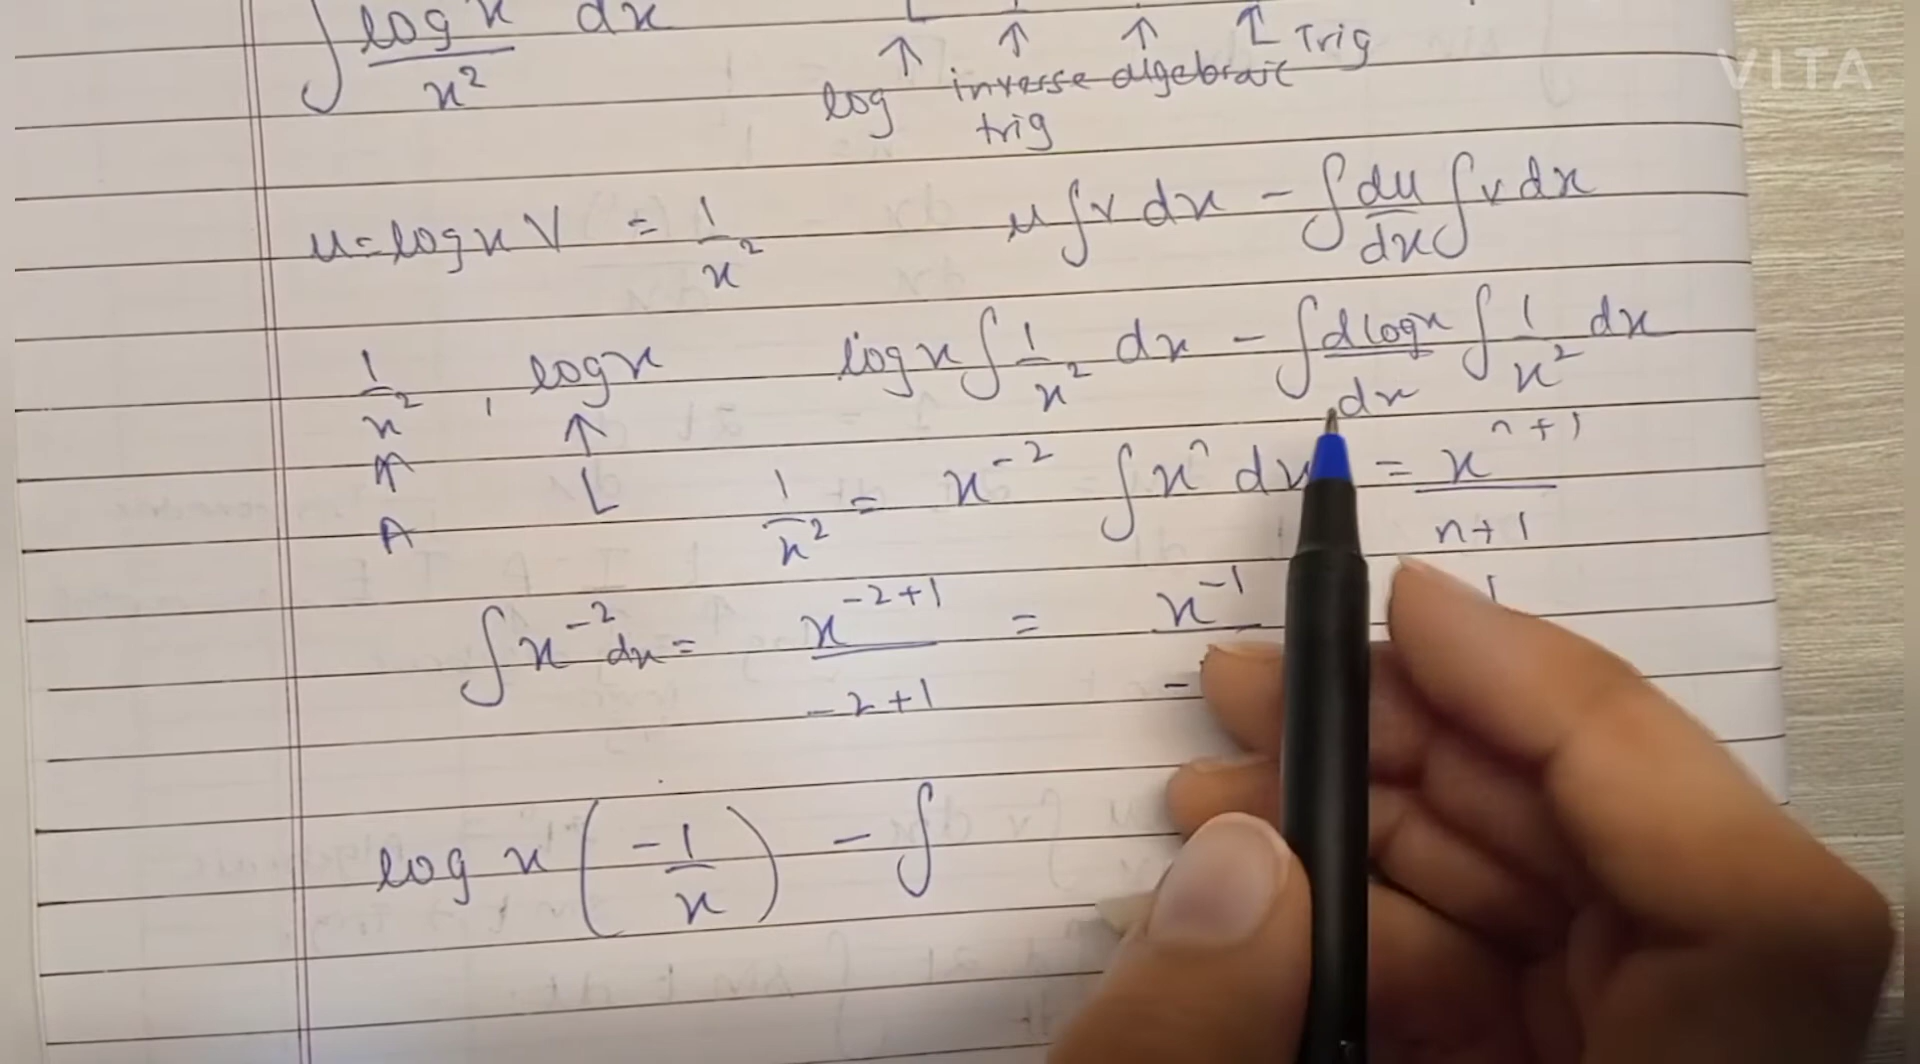 ∫ log x / x² dx
↑ ↑ ↑ ↑ Trig
log inverse algebraic
trig
VITA
u = log x V = 1/x² u ∫ v dx - ∫ du/dx ∫ v dx
1/x² , log x log x ∫ 1/x² dx - ∫ d log x/dx ∫ 1/x² dx
↑ ↑
A L 1/x² = x⁻² ∫ xⁿ dx = xⁿ⁺¹/n+1
∫ x⁻² dx = x⁻²⁺¹/-2+1 = x⁻¹/-
log x (-1/x) - ∫